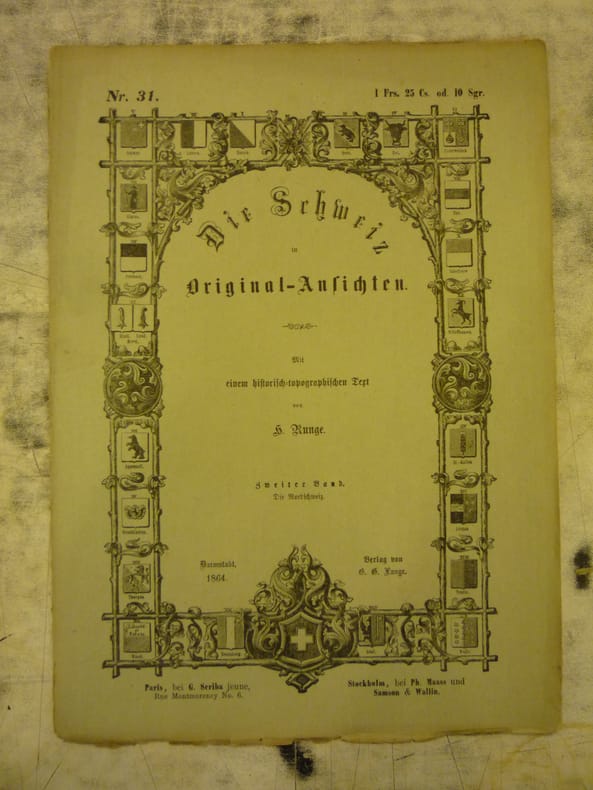 Nr. 31.
1 Frs. 25 Cs. od. 10 Sgr.
Die Schweiz
in
Original-Ansichten.
Mit
einem historisch-topographischen Text
von
H. Runge.
Zweiter Band.
Die Nordschweiz.
Darmstadt,
1864.
Verlag von
G. G. Lange.
Paris, bei G. Scriba jeune,
Rue Montmorency No. 6.
Stockholm, bei Ph. Maass und
Samson & Wallin.